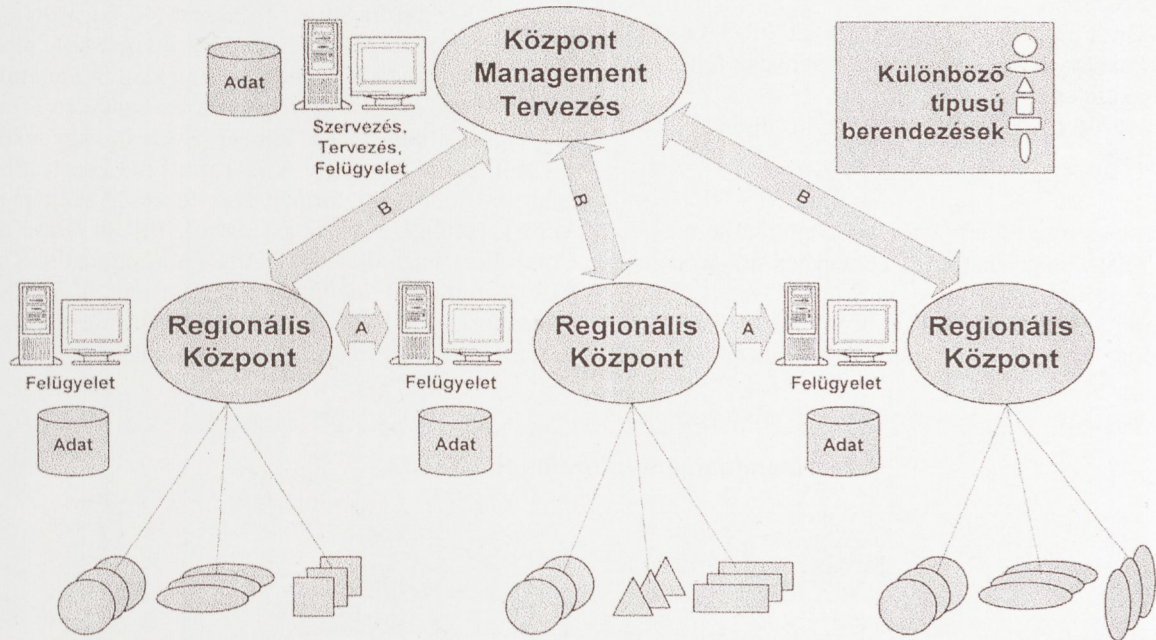 Központ
Management
Tervezés
Adat
Szervezés,
Tervezés,
Felügyelet
Különböző
típusú
berendezések
B
B
B
Regionális
Központ
A
Regionális
Központ
A
Regionális
Központ
Felügyelet
Felügyelet
Felügyelet
Adat
Adat
Adat